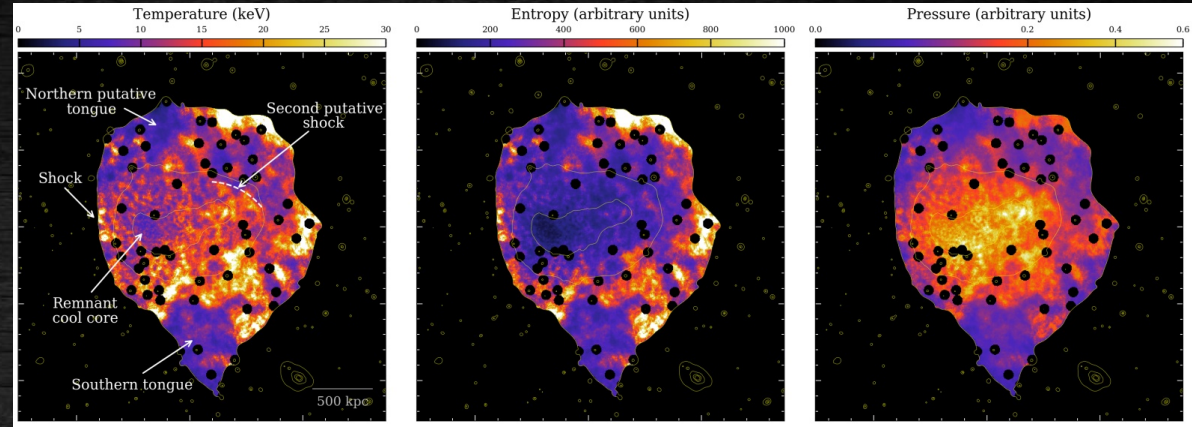 Temperature (keV)
0 5 10 15 20 25 30
Northern putative
tongue
Second putative
shock
Shock
Remnant
cool core
Southern tongue
500 kpc
Entropy (arbitrary units)
0 200 400 600 800 1000
Pressure (arbitrary units)
0.0 0.2 0.4 0.6